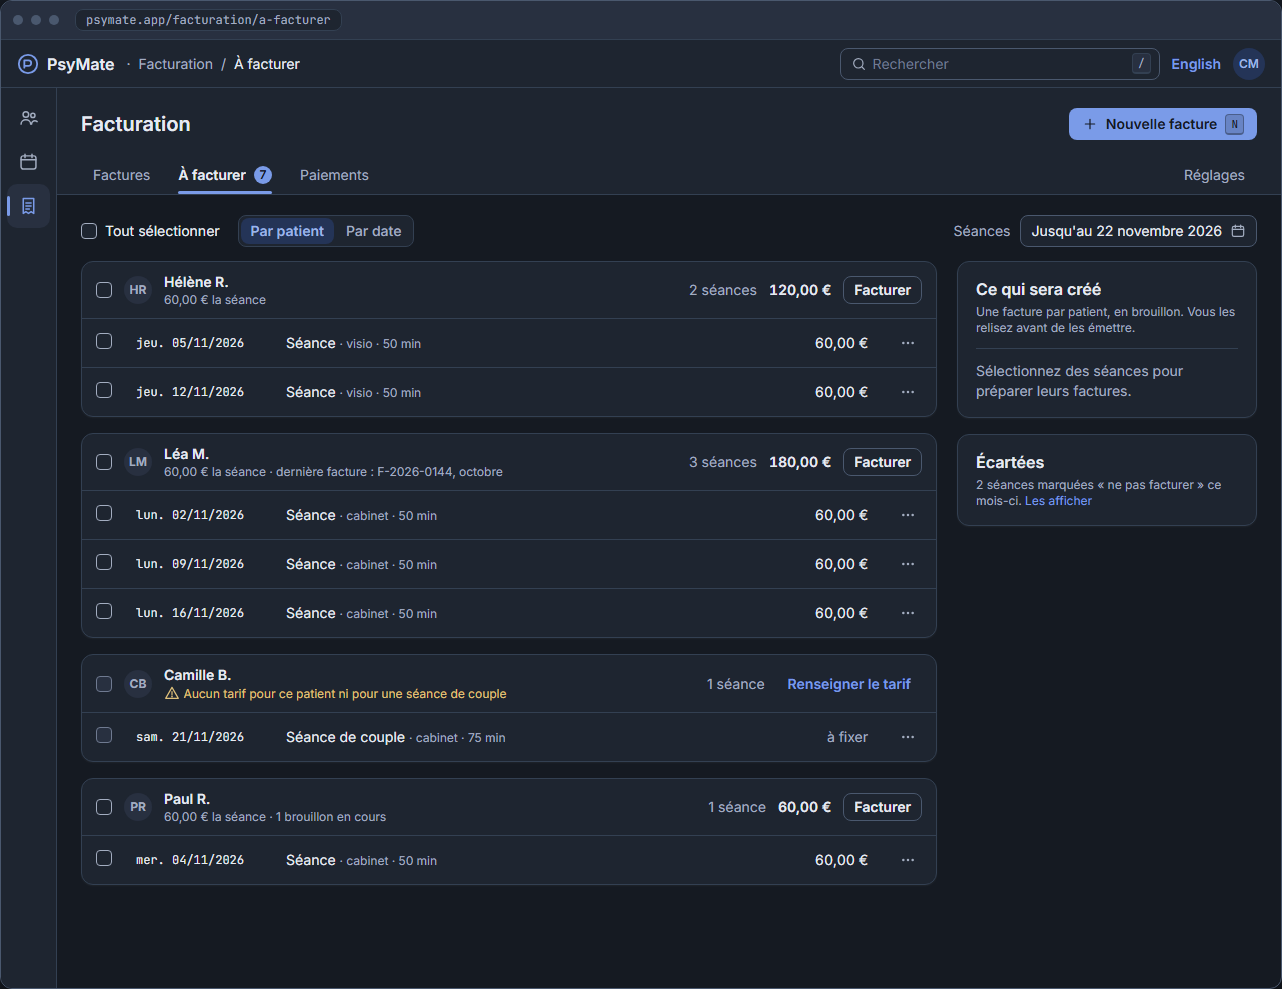 psymate.app/facturation/a-facturer
PsyMate · Facturation / À facturer
Rechercher /
English
CM
Facturation
+ Nouvelle facture N
Factures
À facturer 7
Paiements
Réglages
Tout sélectionner
Par patient
Par date
Séances
Jusqu'au 22 novembre 2026
HR
Hélène R.
60,00 € la séance
2 séances 120,00 € Facturer
jeu. 05/11/2026 Séance · visio · 50 min 60,00 € ···
jeu. 12/11/2026 Séance · visio · 50 min 60,00 € ···
LM
Léa M.
60,00 € la séance · dernière facture : F-2026-0144, octobre
3 séances 180,00 € Facturer
lun. 02/11/2026 Séance · cabinet · 50 min 60,00 € ···
lun. 09/11/2026 Séance · cabinet · 50 min 60,00 € ···
lun. 16/11/2026 Séance · cabinet · 50 min 60,00 € ···
CB
Camille B.
Aucun tarif pour ce patient ni pour une séance de couple
1 séance Renseigner le tarif
sam. 21/11/2026 Séance de couple · cabinet · 75 min à fixer ···
PR
Paul R.
60,00 € la séance · 1 brouillon en cours
1 séance 60,00 € Facturer
mer. 04/11/2026 Séance · cabinet · 50 min 60,00 € ···
Ce qui sera créé
Une facture par patient, en brouillon. Vous les
relisez avant de les émettre.
Sélectionnez des séances pour
préparer leurs factures.
Écartées
2 séances marquées « ne pas facturer » ce
mois-ci. Les afficher